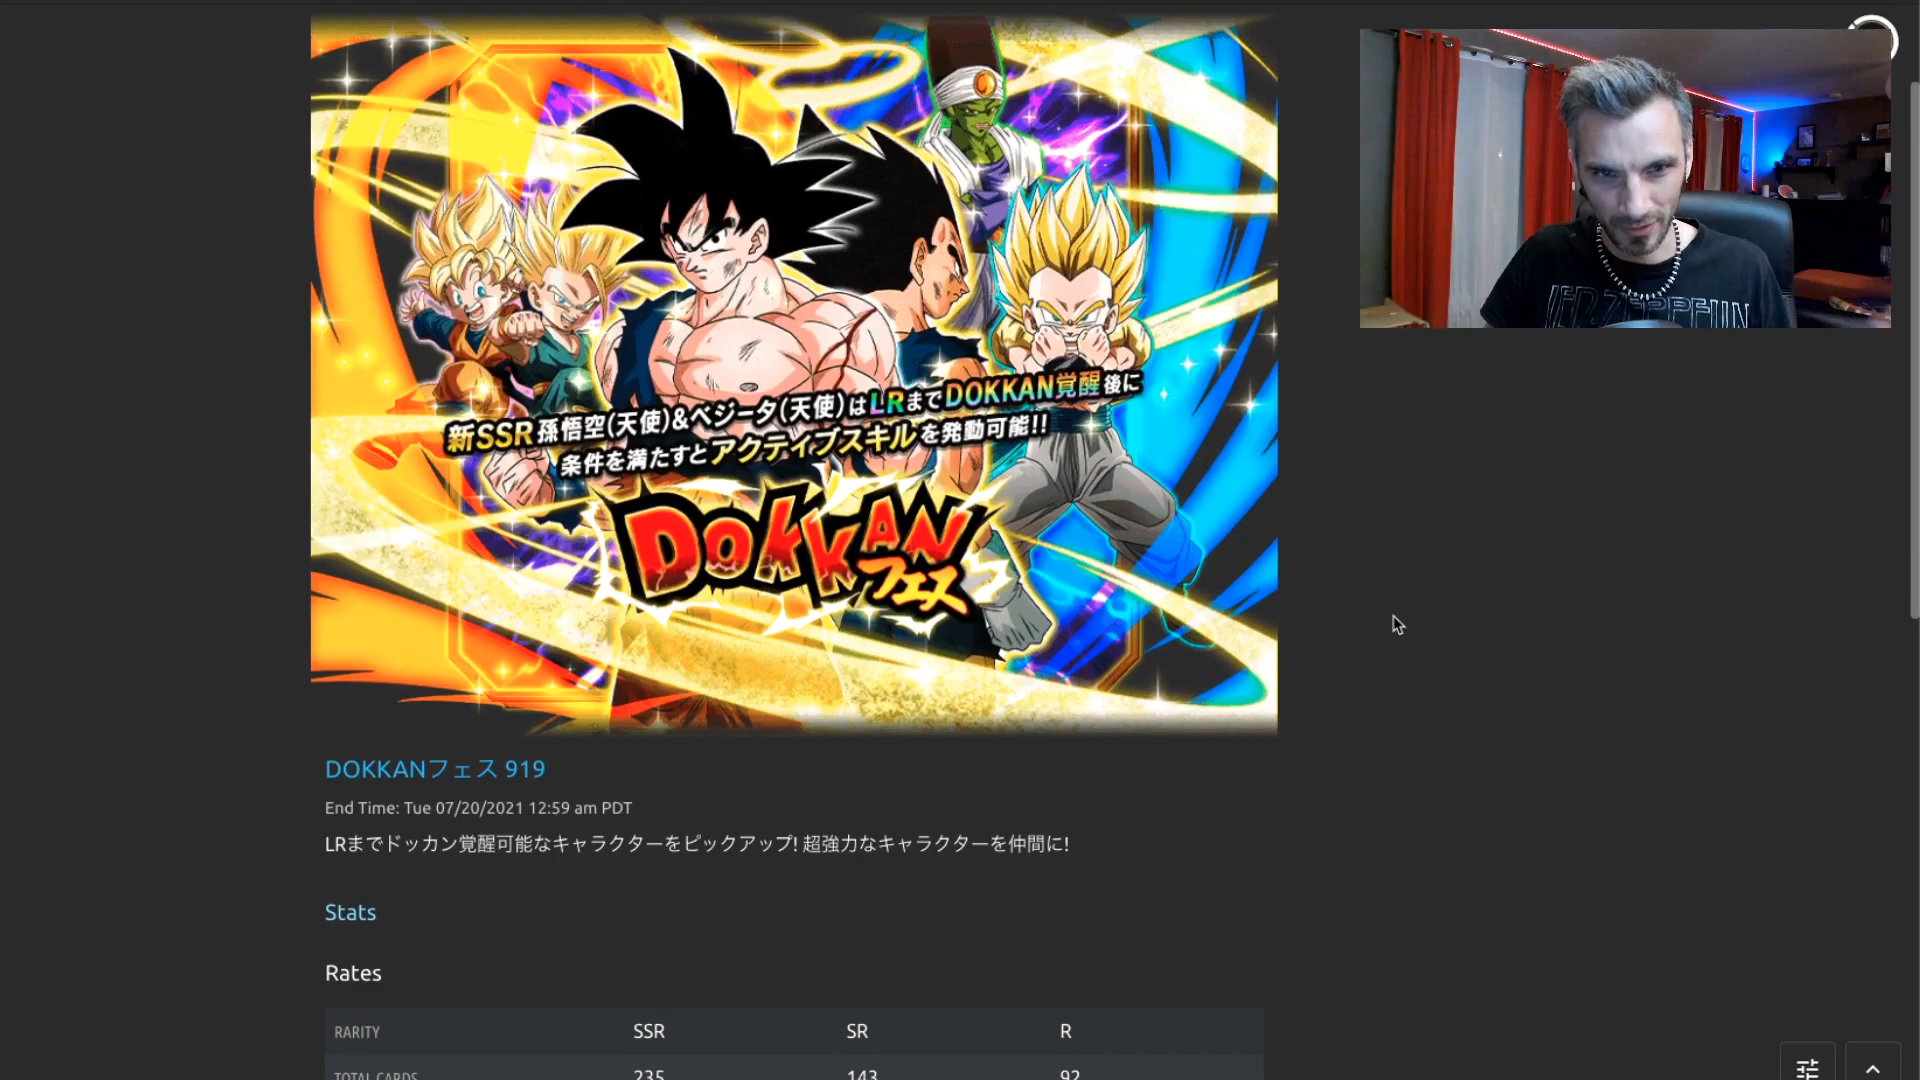 新SSR孫悟空(天使)&ベジータ(天使)はLRまでDOKKAN覚醒後に
条件を満たすとアクティブスキルを発動可能!!
DOKKAN
フェス
LED ZEPPELIN
DOKKANフェス 919
End Time: Tue 07/20/2021 12:59 am PDT
LRまでドッカン覚醒可能なキャラクターをピックアップ! 超強力なキャラクターを仲間に!
Stats
Rates
RARITY SSR SR R
TOTAL CARDS 235 143 92